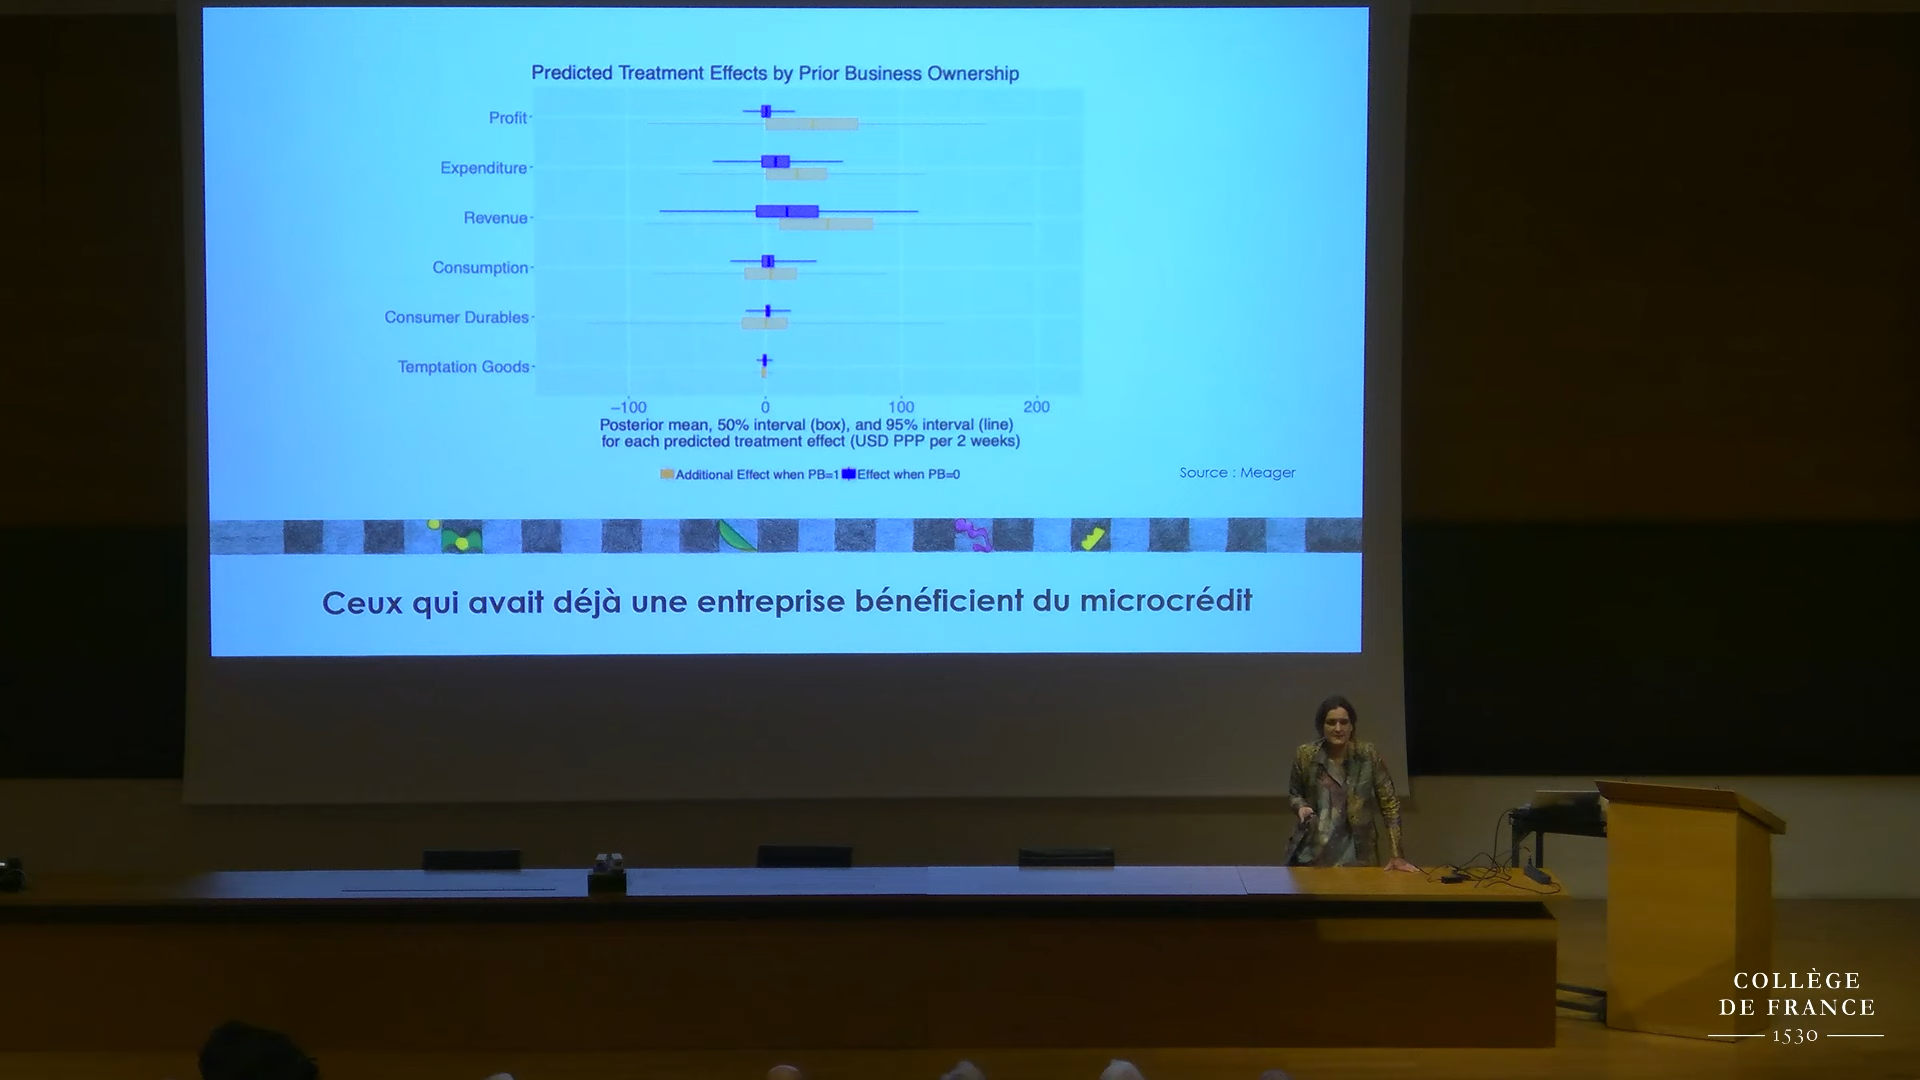 Predicted Treatment Effects by Prior Business Ownership
Profit
Expenditure
Revenue
Consumption
Consumer Durables
Temptation Goods
−100 0 100 200
Posterior mean, 50% interval (box), and 95% interval (line)
for each predicted treatment effect (USD PPP per 2 weeks)
Additional Effect when PB=1 Effect when PB=0
Source : Meager
Ceux qui avait déjà une entreprise bénéficient du microcrédit
COLLÈGE
DE FRANCE
1530